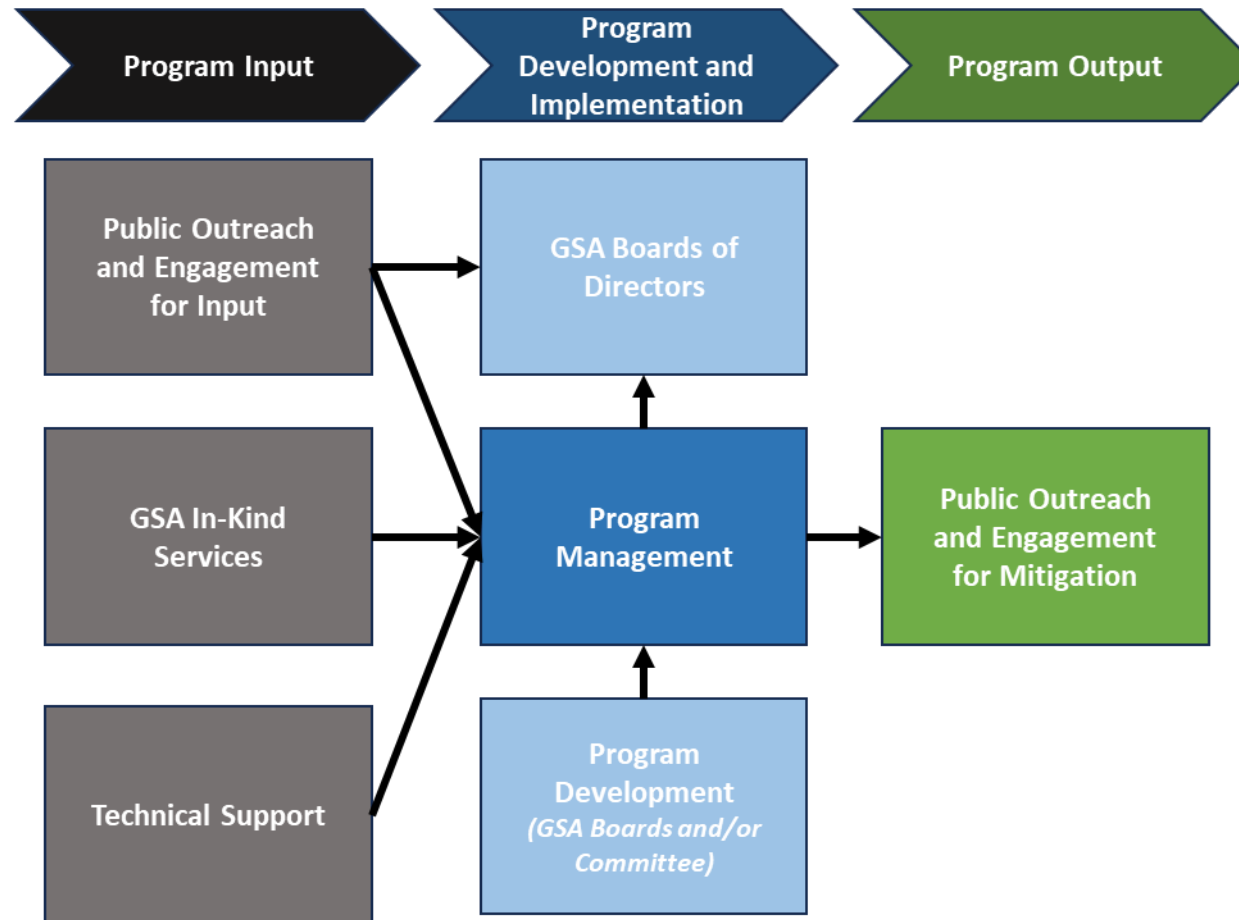 Program Input
Program
Development and
Implementation
Program Output
Public Outreach
and Engagement
for Input
GSA Boards of
Directors
GSA In-Kind
Services
Program
Management
Public Outreach
and Engagement
for Mitigation
Technical Support
Program
Development
(GSA Boards and/or
Committee)